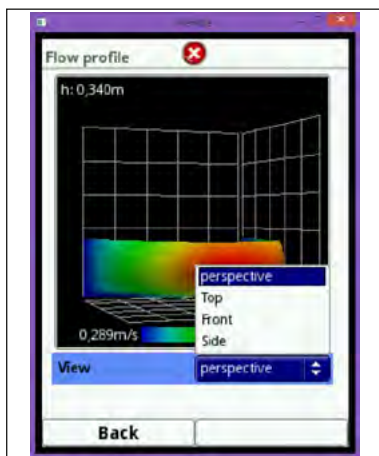 Flow profile
h: 0,340m
perspective
Top
Front
Side
0,289m/s
View
perspective
Back